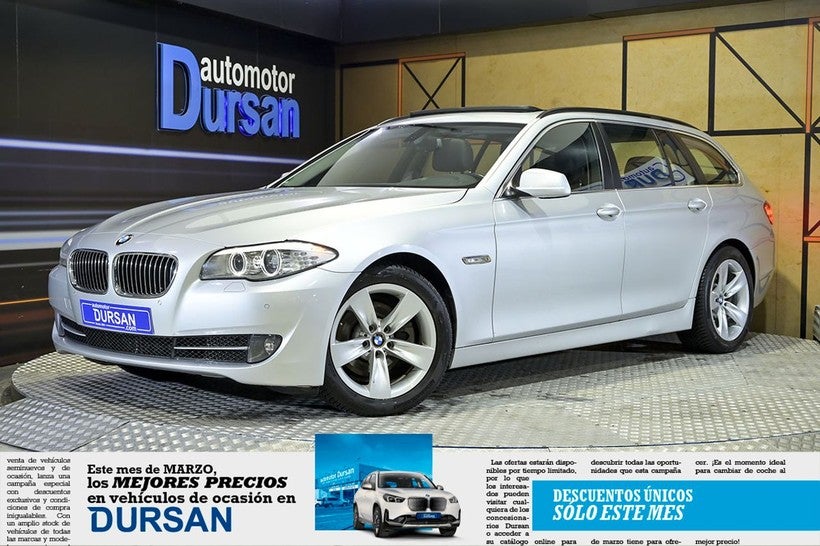 automotor
Dursan
automotor
DURSAN
.com
venta de vehículos
seminuevos y de
ocasión, lanza una
campaña especial
con descuentos
exclusivos y condi-
ciones de compra
inigualables. Con
un amplio stock de
vehículos de todas
las marcas y mode-
Este mes de MARZO,
los MEJORES PRECIOS
en vehículos de ocasión en
DURSAN
automotor Dursan
Las ofertas estarán dispo-
nibles por tiempo limitado,
por lo que
los interesa-
dos pueden
visitar cual-
quiera de los
concesiona-
rios Dursan
o acceder a
su catálogo online para
descubrir todas las oportu-
nidades que esta campaña
de marzo tiene para ofre-
cer. ¡Es el momento ideal
para cambiar de coche al
mejor precio!
DESCUENTOS ÚNICOS
SÓLO ESTE MES